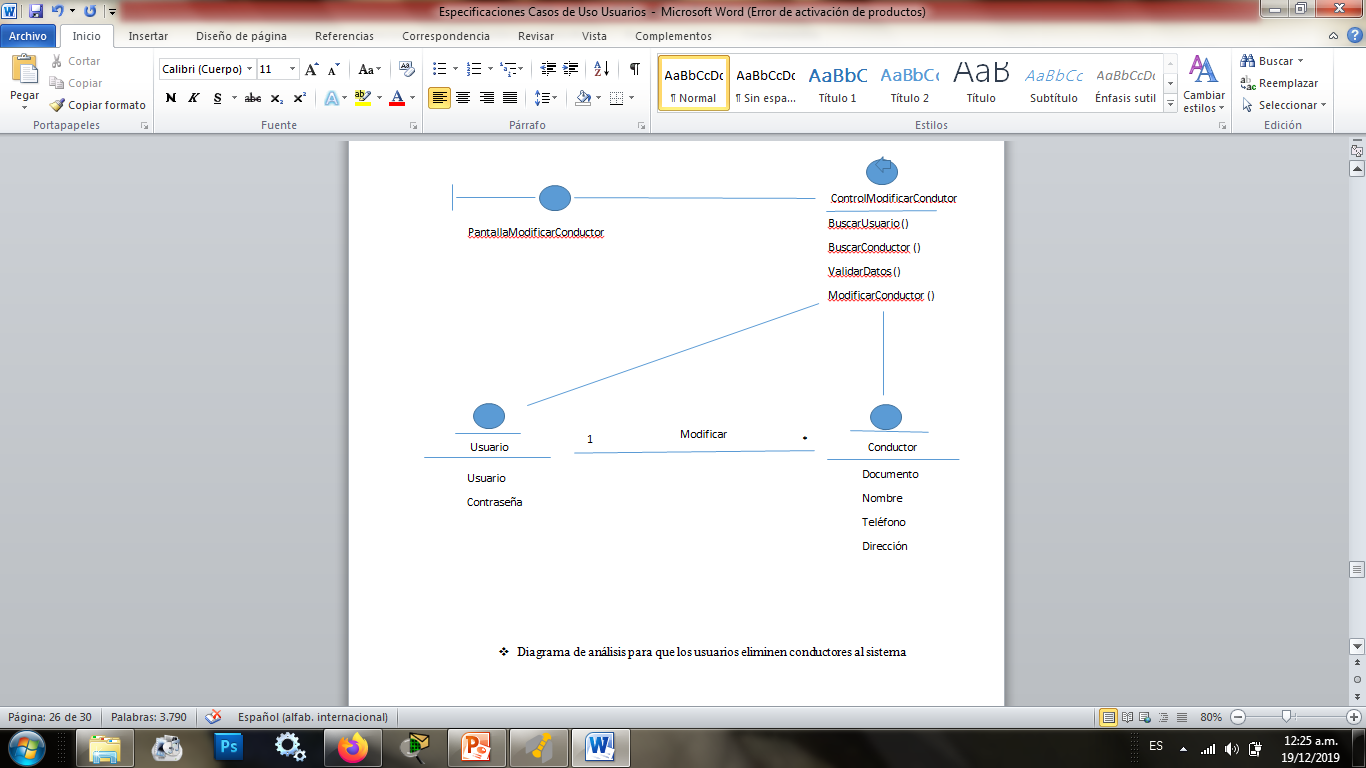 Especificaciones Casos de Uso Usuarios - Microsoft Word (Error de activación de productos)
Archivo Inicio Insertar Diseño de página Referencias Correspondencia Revisar Vista Complementos
Pegar
Cortar
Copiar
Copiar formato
Portapapeles
Calibri (Cuerpo) 11
N K S abc x₂ x²
Fuente
Párrafo
AaBbCcDc AaBbCcDc AaBbC AaBbCc AaB AaBbCc AaBbCcDc
¶ Normal ¶ Sin espa... Título 1 Título 2 Título Subtítulo Énfasis sutil
Cambiar estilos
Estilos
Buscar
Reemplazar
Seleccionar
Edición
ControlModificarCondutor
PantallaModificarConductor
BuscarUsuario ()
BuscarConductor ()
ValidarDatos ()
ModificarConductor ()
1 Modificar *
Usuario
Usuario
Contraseña
Conductor
Documento
Nombre
Teléfono
Dirección
❖ Diagrama de análisis para que los usuarios eliminen conductores al sistema
Página: 26 de 30 Palabras: 3.790 Español (alfab. internacional) 80%
Ps
ES
12:25 a.m.
19/12/2019